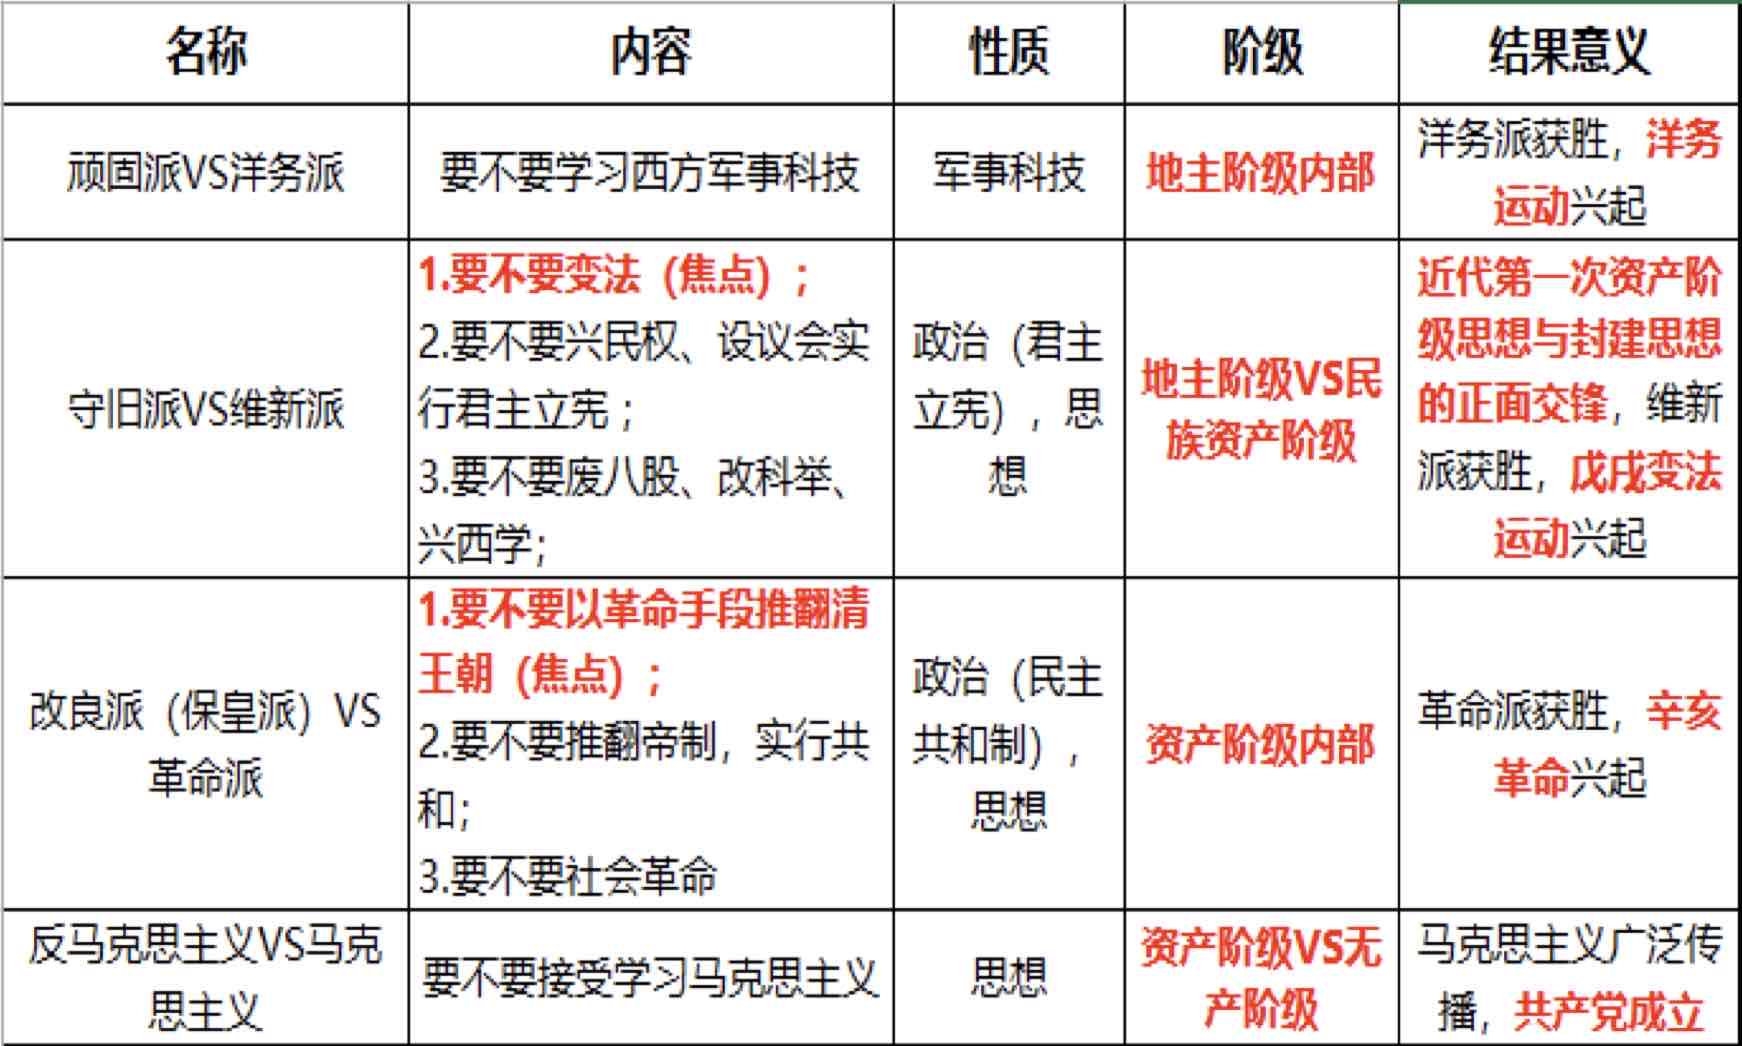 名称 内容 性质 阶级 结果意义
顽固派VS洋务派
要不要学习西方军事科技
军事科技
地主阶级内部
洋务派获胜，洋务
运动兴起
守旧派VS维新派
1.要不要变法（焦点）；
2.要不要兴民权、设议会实
行君主立宪；
3.要不要废八股、改科举、
兴西学；
政治（君主
立宪），思
想
地主阶级VS民
族资产阶级
近代第一次资产阶
级思想与封建思想
的正面交锋，维新
派获胜，戊戌变法
运动兴起
改良派（保皇派）VS
革命派
1.要不要以革命手段推翻清
王朝（焦点）；
2.要不要推翻帝制，实行共
和；
3.要不要社会革命
政治（民主
共和制），
思想
资产阶级内部
革命派获胜，辛亥
革命兴起
反马克思主义VS马克
思主义
要不要接受学习马克思主义
思想
资产阶级VS无
产阶级
马克思主义广泛传
播，共产党成立